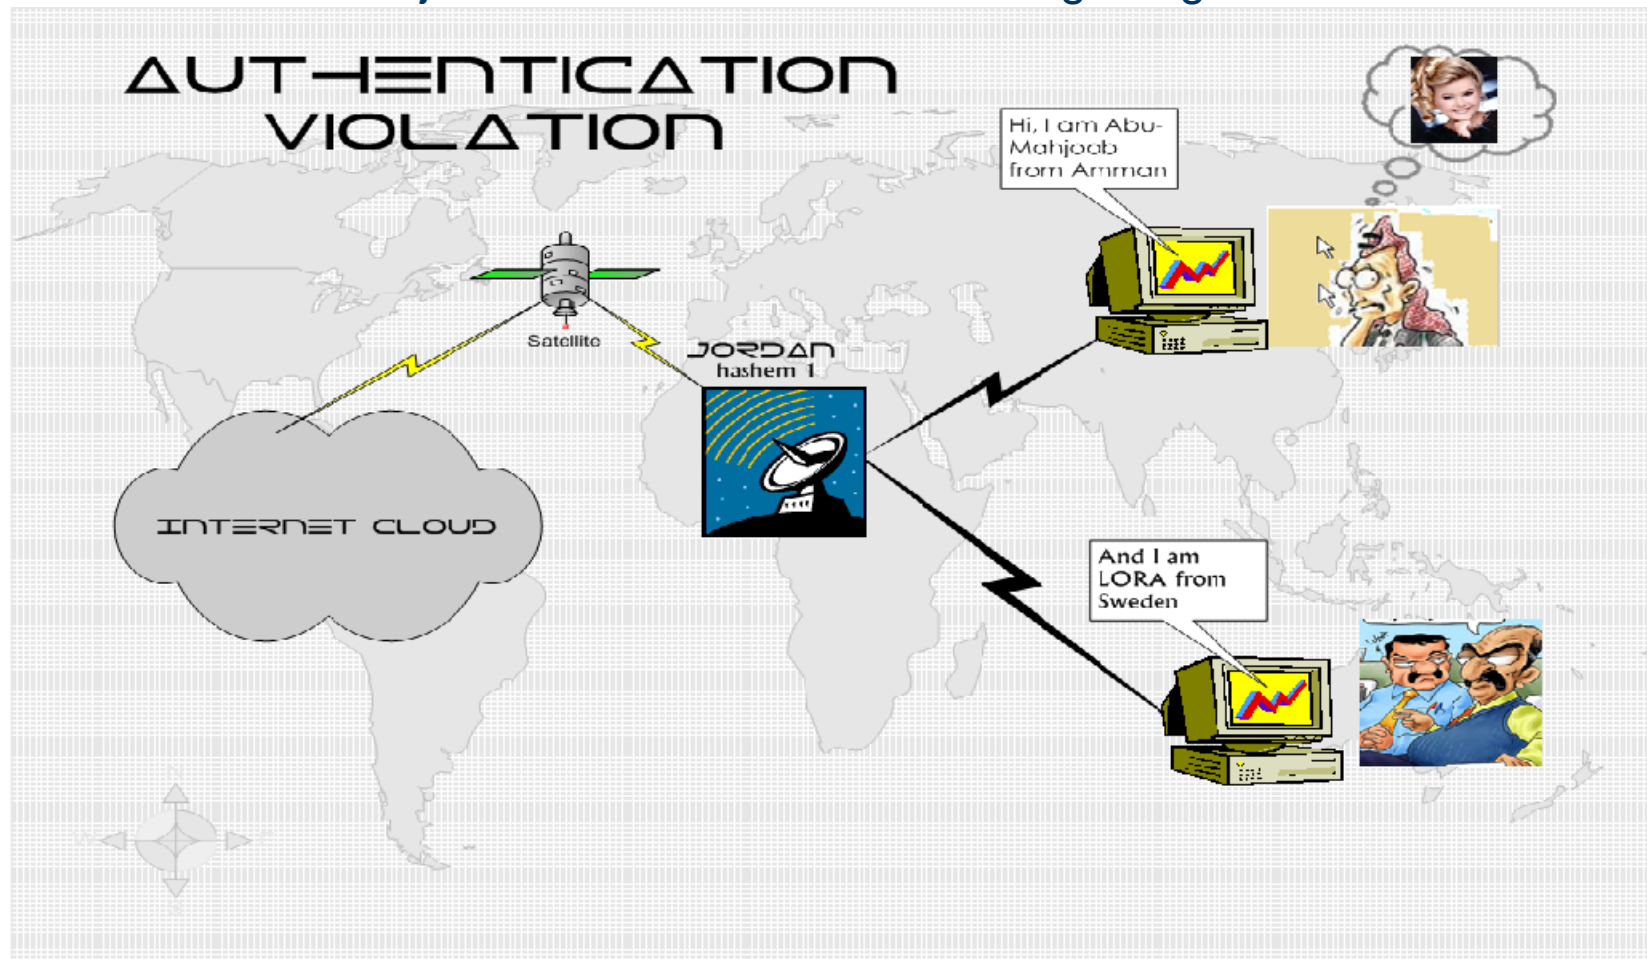 AUTHENTICATION
VIOLATION
Hi, I am Abu-
Mahjoob
from Amman
Satellite
JORDAN
hashem 1
INTERNET CLOUD
And I am
LORA from
Sweden
N
W
E
S